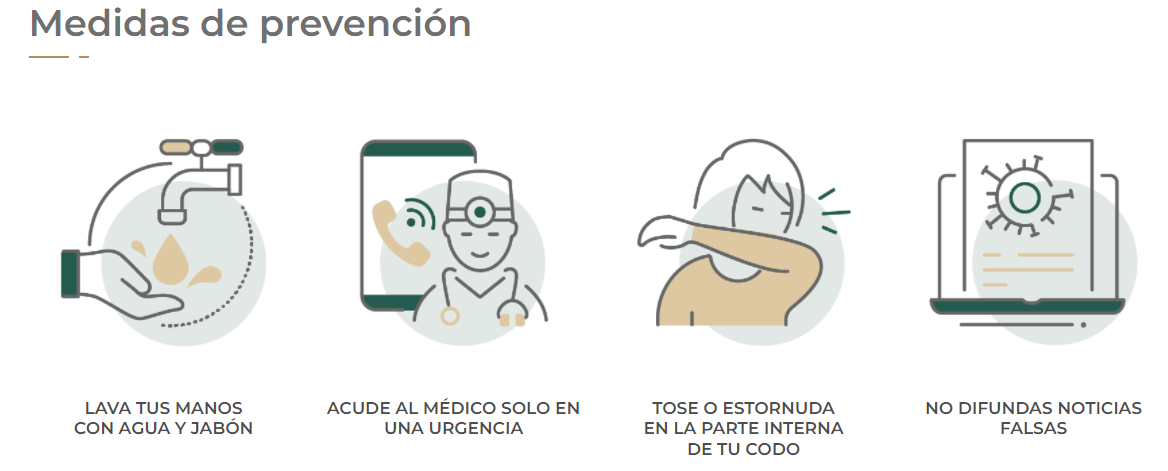 Medidas de prevención
LAVA TUS MANOS
CON AGUA Y JABÓN
ACUDE AL MÉDICO SOLO EN
UNA URGENCIA
TOSE O ESTORNUDA
EN LA PARTE INTERNA
DE TU CODO
NO DIFUNDAS NOTICIAS
FALSAS